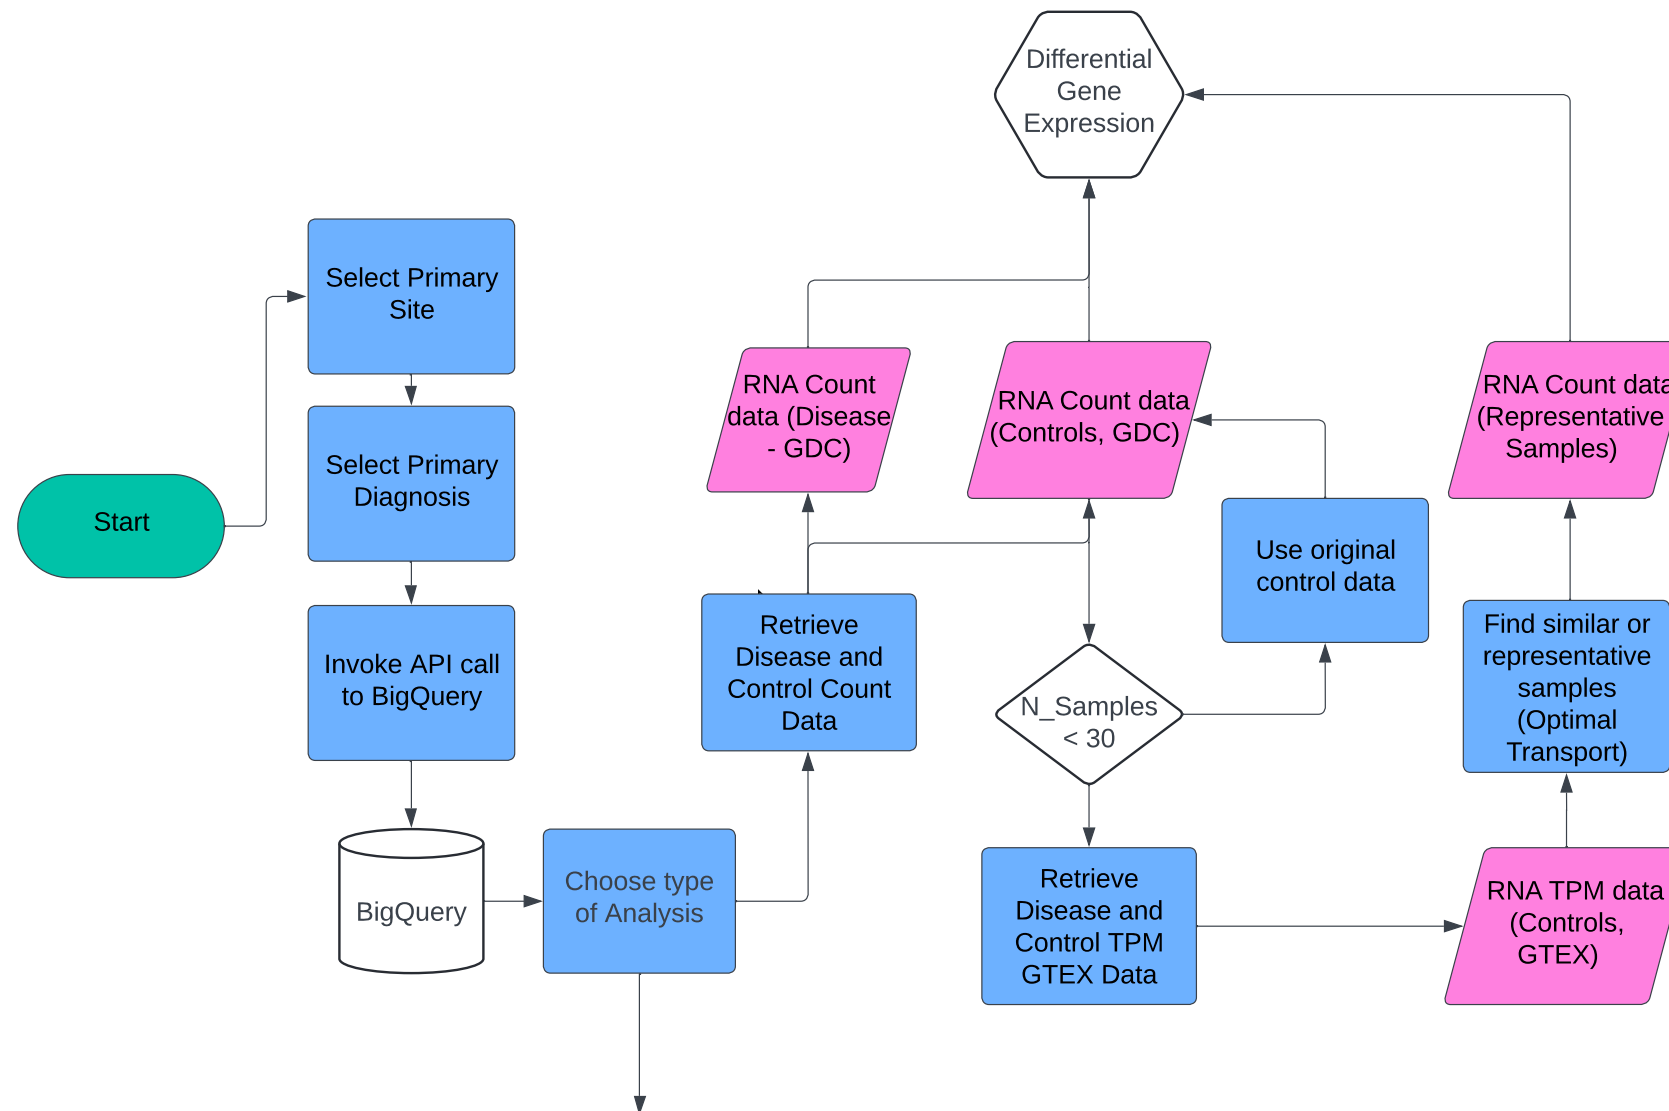 Differential
Gene
Expression
Select Primary
Site
Select Primary
Diagnosis
Start
Invoke API call
to BigQuery
BigQuery
Choose type
of Analysis
RNA Count
data (Disease
- GDC)
RNA Count data
(Controls, GDC)
RNA Count data
(Representative
Samples)
Retrieve
Disease and
Control Count
Data
Use original
control data
N_Samples
< 30
Find similar or
representative
samples
(Optimal
Transport)
Retrieve
Disease and
Control TPM
GTEX Data
RNA TPM data
(Controls,
GTEX)